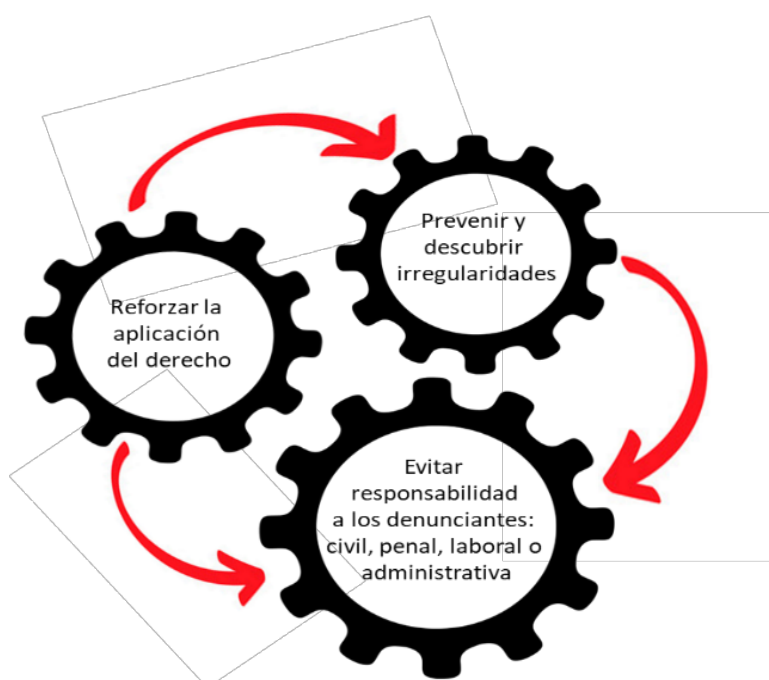 Prevenir y
descubrir
irregularidades
Reforzar la
aplicación
del derecho
Evitar
responsabilidad
a los denunciantes:
civil, penal, laboral o
administrativa